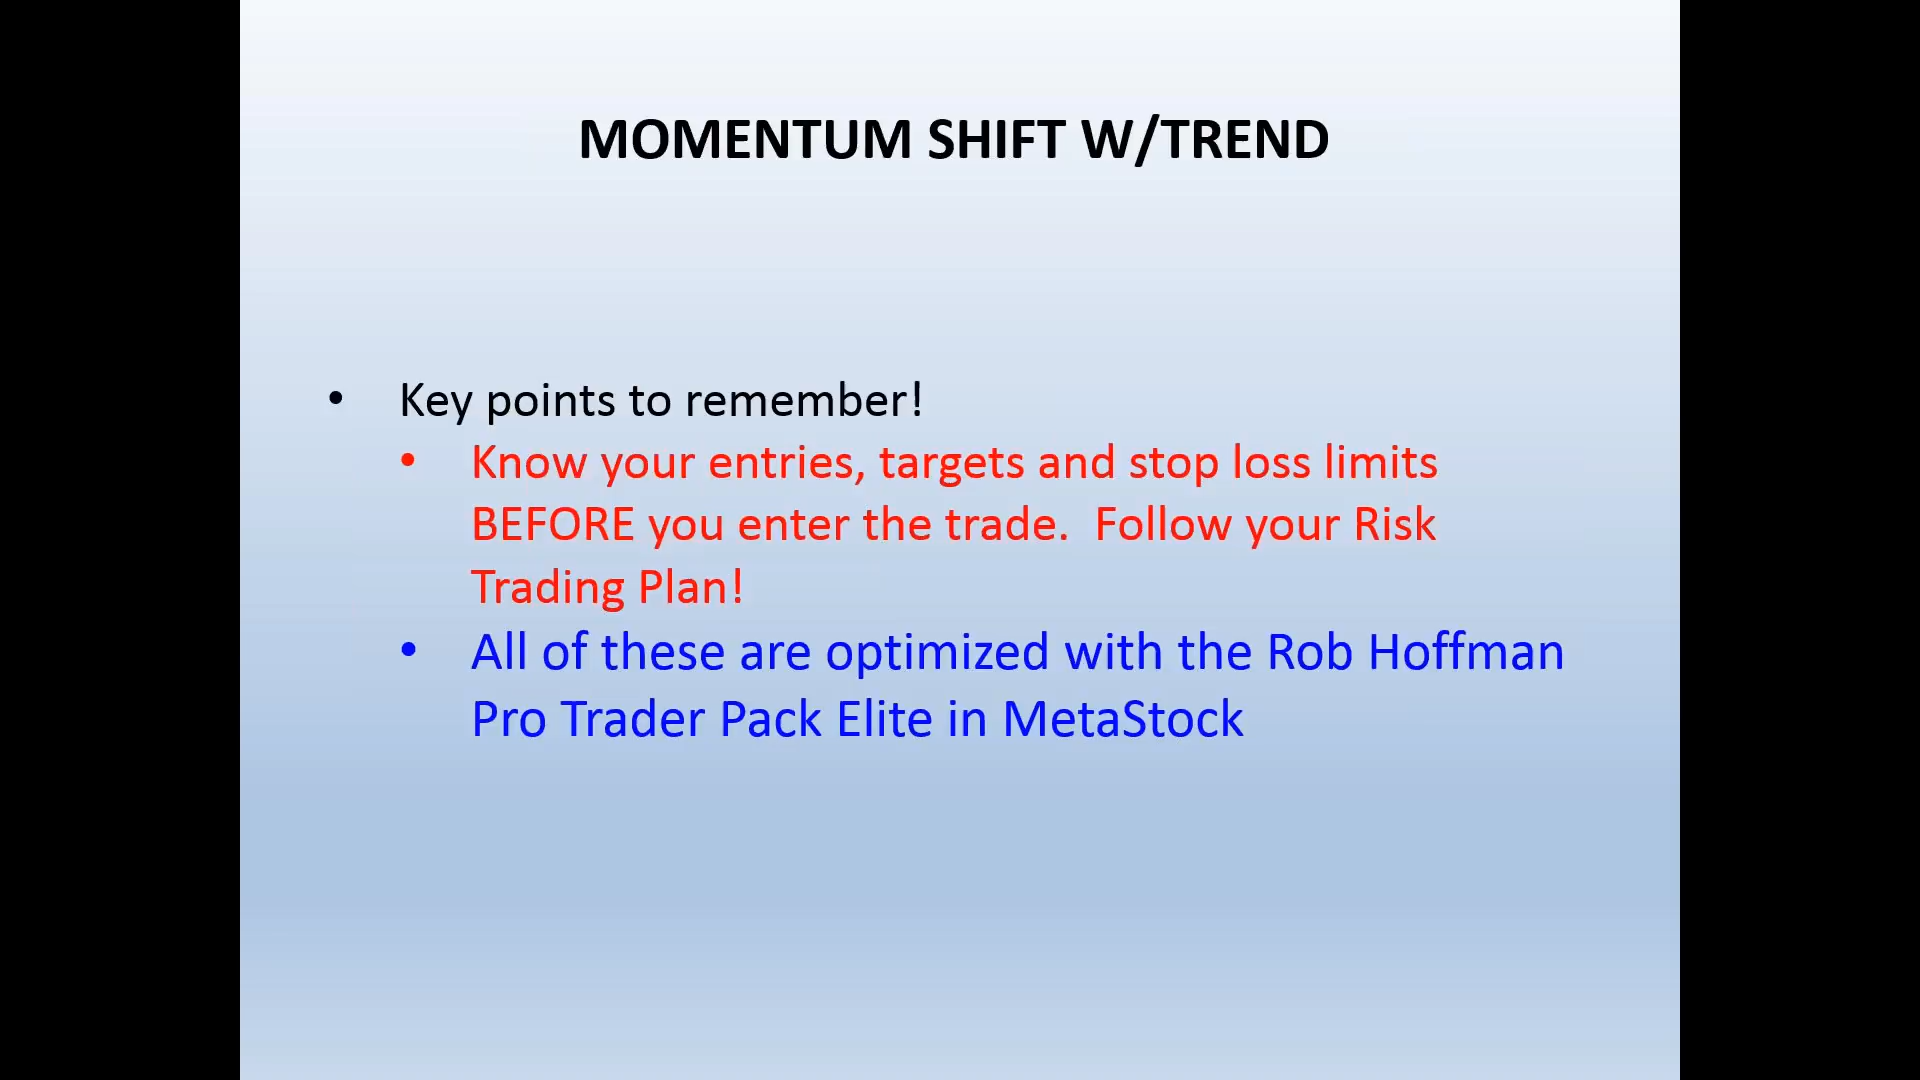 MOMENTUM SHIFT W/TREND
• Key points to remember!
• Know your entries, targets and stop loss limits
BEFORE you enter the trade.  Follow your Risk
Trading Plan!
• All of these are optimized with the Rob Hoffman
Pro Trader Pack Elite in MetaStock